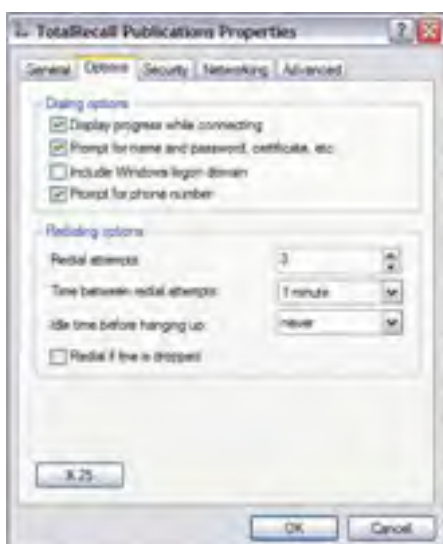 TotalRecall Publications Properties
General Options Security Networking Advanced
Dialing options
Display progress while connecting
Prompt for name and password, certificate, etc.
Include Windows logon domain
Prompt for phone number
Redialing options
Redial attempts: 3
Time between redial attempts: 1 minute
Idle time before hanging up: never
Redial if line is dropped
X.25
OK Cancel